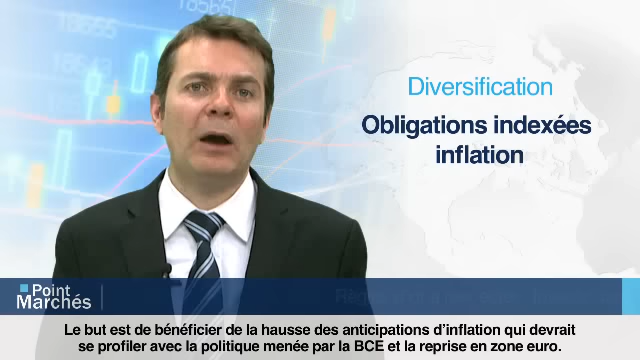 Diversification
Obligations indexées
inflation
Point
Marchés
Le but est de bénéficier de la hausse des anticipations d'inflation qui devrait
se profiler avec la politique menée par la BCE et la reprise en zone euro.